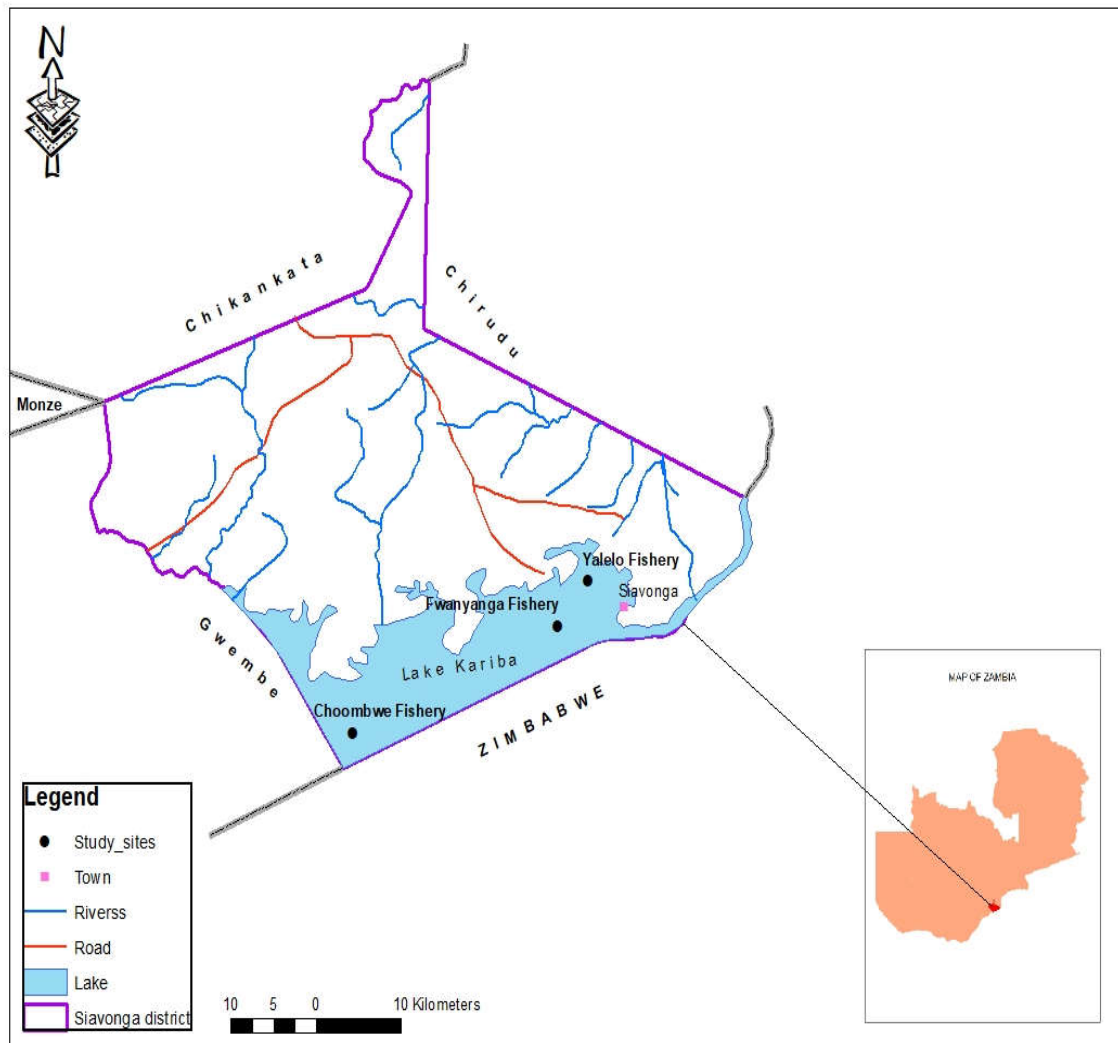 N
Chikankata
Chirudu
Monze
Yalelo Fishery
Siavonga
Fwanyanga Fishery
Gwembe
Lake Kariba
Choombwe Fishery
ZIMBABWE
MAP OF ZAMBIA
Legend
Study_sites
Town
Riverss
Road
Lake
Siavonga district
10 5 0 10 Kilometers